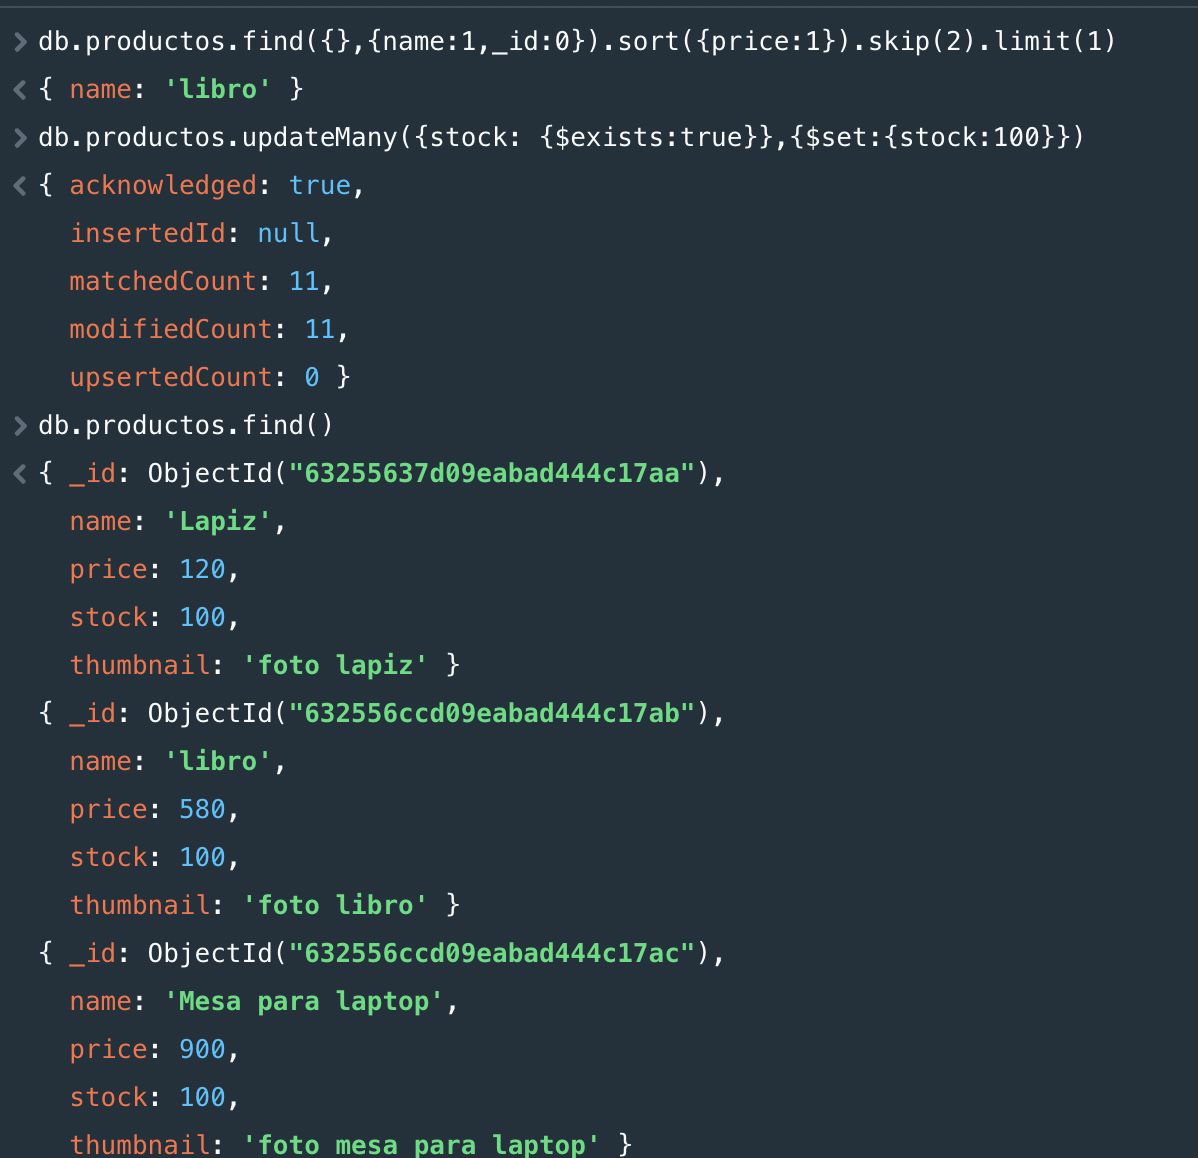 > db.productos.find({},{name:1,_id:0}).sort({price:1}).skip(2).limit(1)
< { name: 'libro' }
> db.productos.updateMany({stock: {$exists:true}},{$set:{stock:100}})
< { acknowledged: true,
insertedId: null,
matchedCount: 11,
modifiedCount: 11,
upsertedCount: 0 }
> db.productos.find()
< { _id: ObjectId("63255637d09eabad444c17aa"),
name: 'Lapiz',
price: 120,
stock: 100,
thumbnail: 'foto lapiz' }
{ _id: ObjectId("632556ccd09eabad444c17ab"),
name: 'libro',
price: 580,
stock: 100,
thumbnail: 'foto libro' }
{ _id: ObjectId("632556ccd09eabad444c17ac"),
name: 'Mesa para laptop',
price: 900,
stock: 100,
thumbnail: 'foto mesa para laptop' }